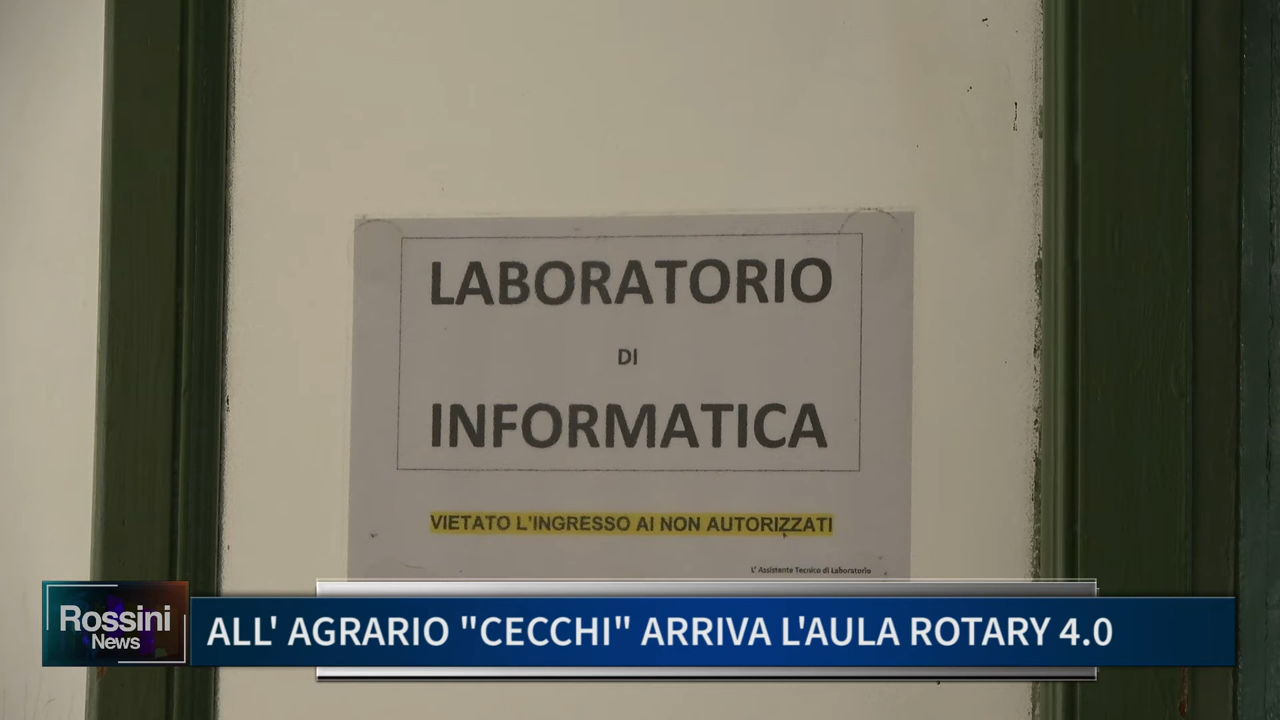 LABORATORIO
DI
INFORMATICA
VIETATO L'INGRESSO AI NON AUTORIZZATI
L' Assistente Tecnico di Laboratorio
Rossini
News
ALL' AGRARIO "CECCHI" ARRIVA L'AULA ROTARY 4.0